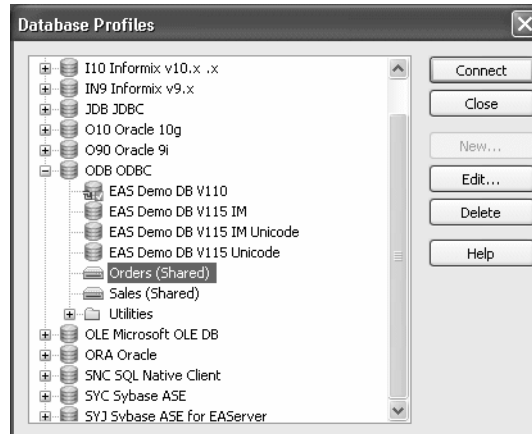 Database Profiles
I10 Informix v10.x .x
IN9 Informix v9.x
JDB JDBC
O10 Oracle 10g
O90 Oracle 9i
ODB ODBC
EAS Demo DB V110
EAS Demo DB V115 IM
EAS Demo DB V115 IM Unicode
EAS Demo DB V115 Unicode
Orders (Shared)
Sales (Shared)
Utilities
OLE Microsoft OLE DB
ORA Oracle
SNC SQL Native Client
SYC Sybase ASE
SYJ Sybase ASE for EAServer
Connect
Close
New...
Edit...
Delete
Help